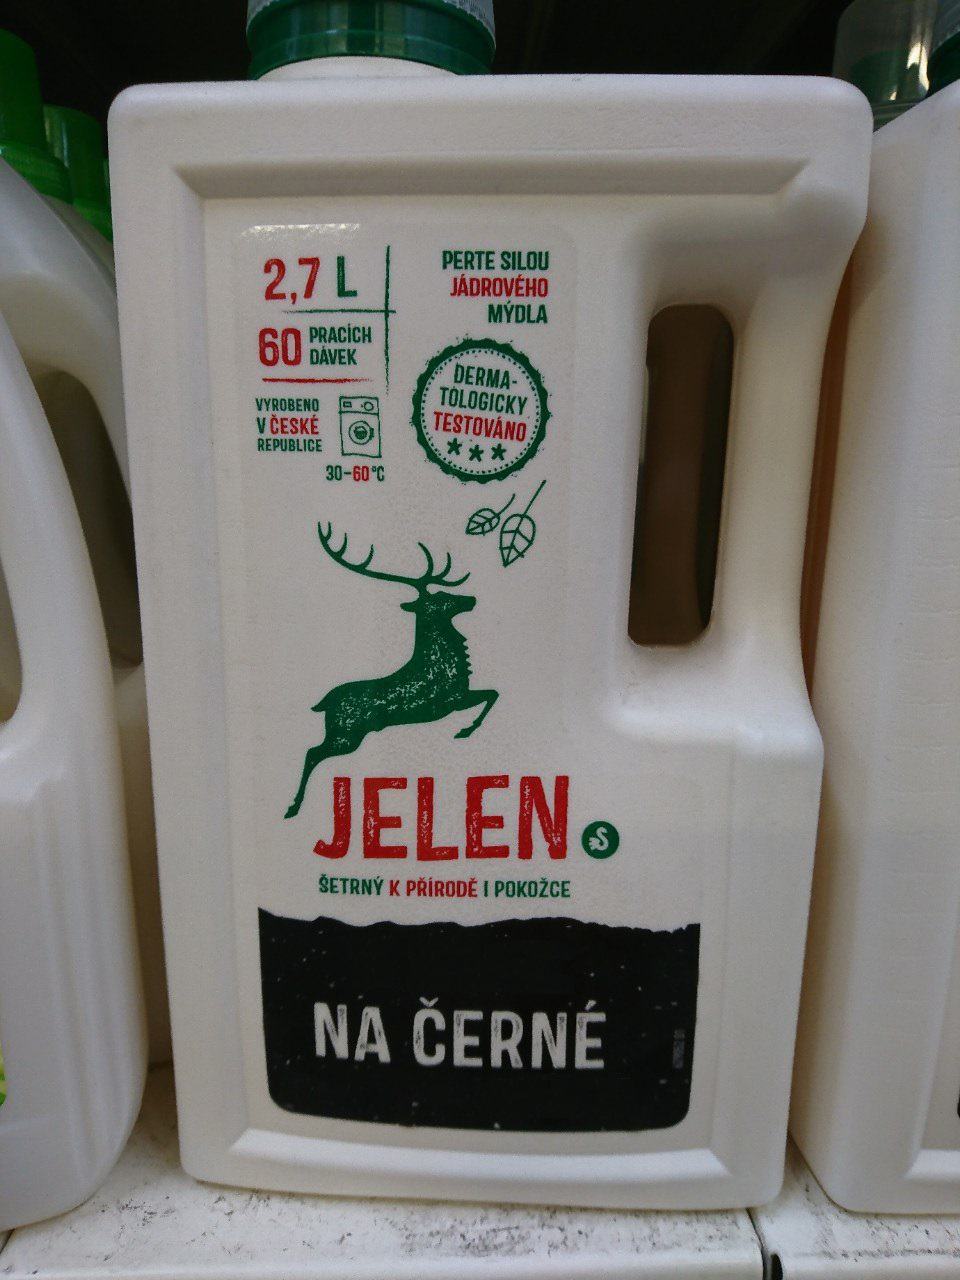 2,7 L
60 PRACÍCH
DÁVEK
VYROBENO
V ČESKÉ
REPUBLICE
30-60°C
PERTE SILOU
JÁDROVÉHO
MÝDLA
DERMA-
TOLOGICKY
TESTOVÁNO
JELEN
ŠETRNÝ K PŘÍRODĚ I POKOŽCE
NA ČERNÉ